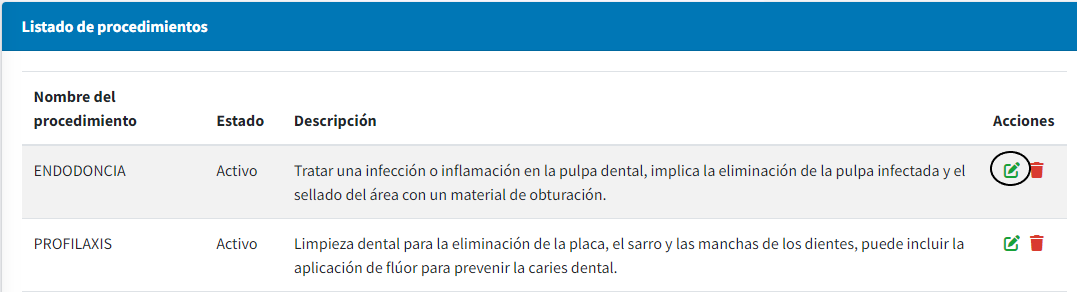 Listado de procedimientos
Nombre del
procedimiento
Estado
Descripción
Acciones
ENDODONCIA
Activo
Tratar una infección o inflamación en la pulpa dental, implica la eliminación de la pulpa infectada y el
sellado del área con un material de obturación.
PROFILAXIS
Activo
Limpieza dental para la eliminación de la placa, el sarro y las manchas de los dientes, puede incluir la
aplicación de flúor para prevenir la caries dental.